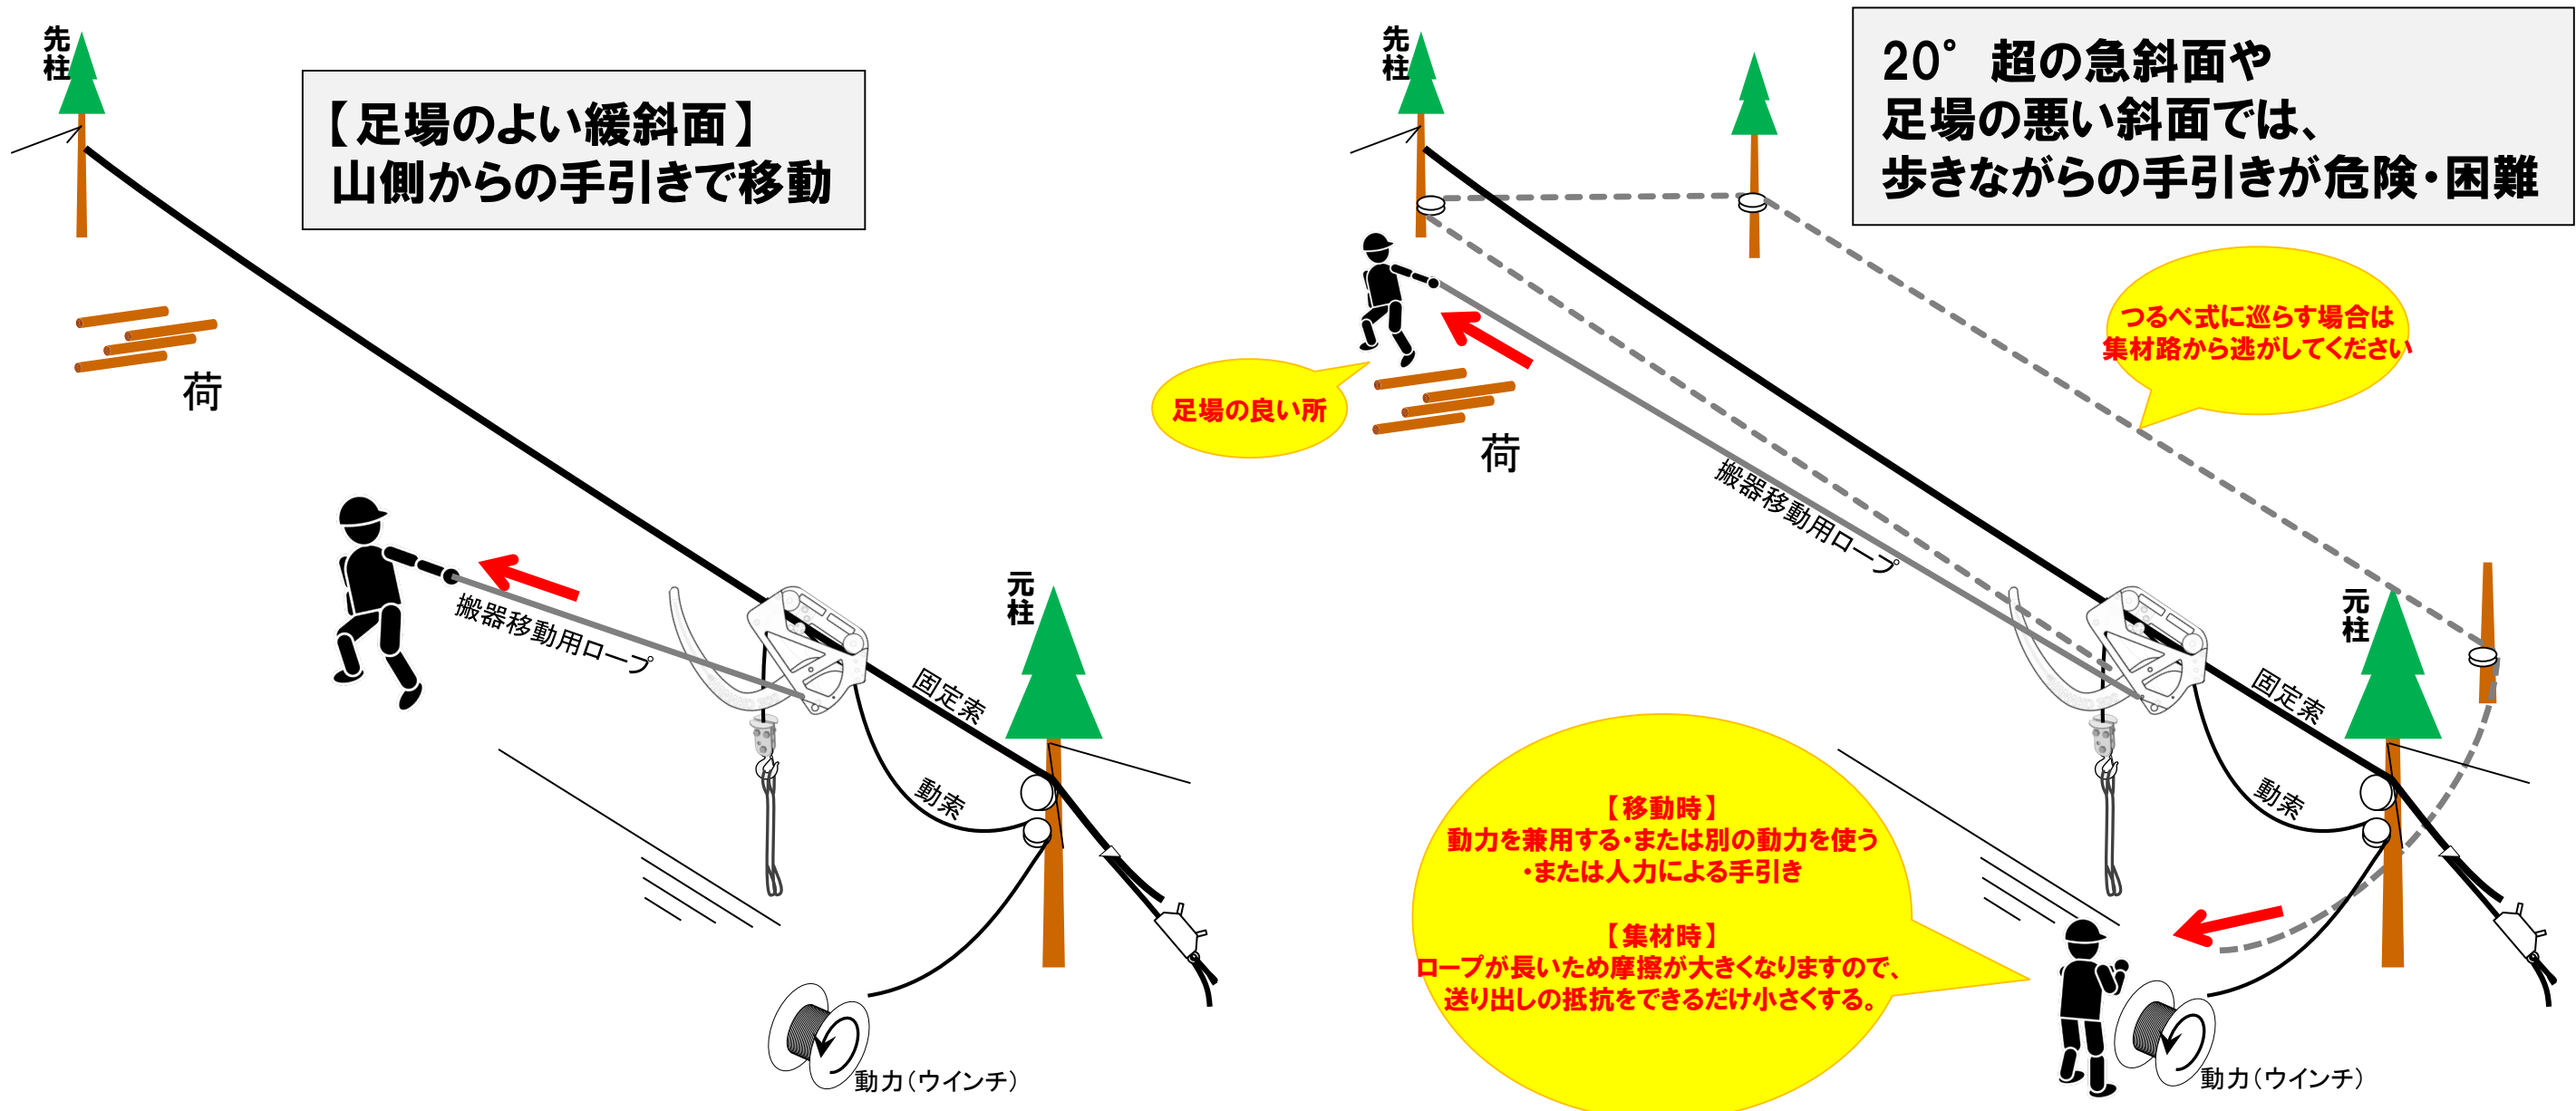 先柱
【足場のよい緩斜面】
山側からの手引きで移動
荷
搬器移動用ロープ
元柱
固定索
動索
動力(ウインチ)
先柱
20°超の急斜面や
足場の悪い斜面では、
歩きながらの手引きが危険・困難
つるべ式に巡らす場合は
集材路から逃がしてください
足場の良い所
荷
搬器移動用ロープ
元柱
固定索
動索
【移動時】
動力を兼用する・または別の動力を使う
・または人力による手引き
【集材時】
ロープが長いため摩擦が大きくなりますので、
送り出しの抵抗をできるだけ小さくする。
動力(ウインチ)